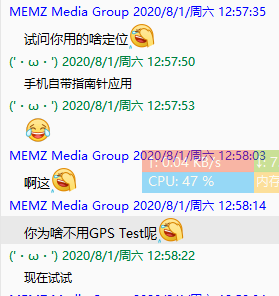 MEMZ Media Group 2020/8/1/周六 12:57:35
试问你用的啥定位
(′・ω・‵) 2020/8/1/周六 12:57:50
手机自带指南针应用
(′・ω・‵) 2020/8/1/周六 12:57:53
MEMZ Media Group 2020/8/1/周六 12:58:03
啊这
↑: 0.04 Kb/s
CPU: 47 %
内存
MEMZ Media Group 2020/8/1/周六 12:58:14
你为啥不用GPS Test呢
(′・ω・‵) 2020/8/1/周六 12:58:22
现在试试